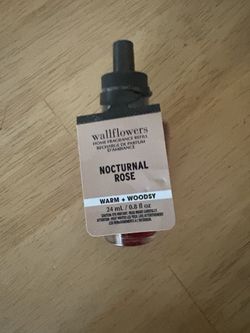 wallflowers
HOME FRAGRANCE REFILL
RECHARGE DE PARFUM
D'AMBIANCE
NOCTURNAL
ROSE
WARM + WOODSY
24 mL / 0.8 fl oz